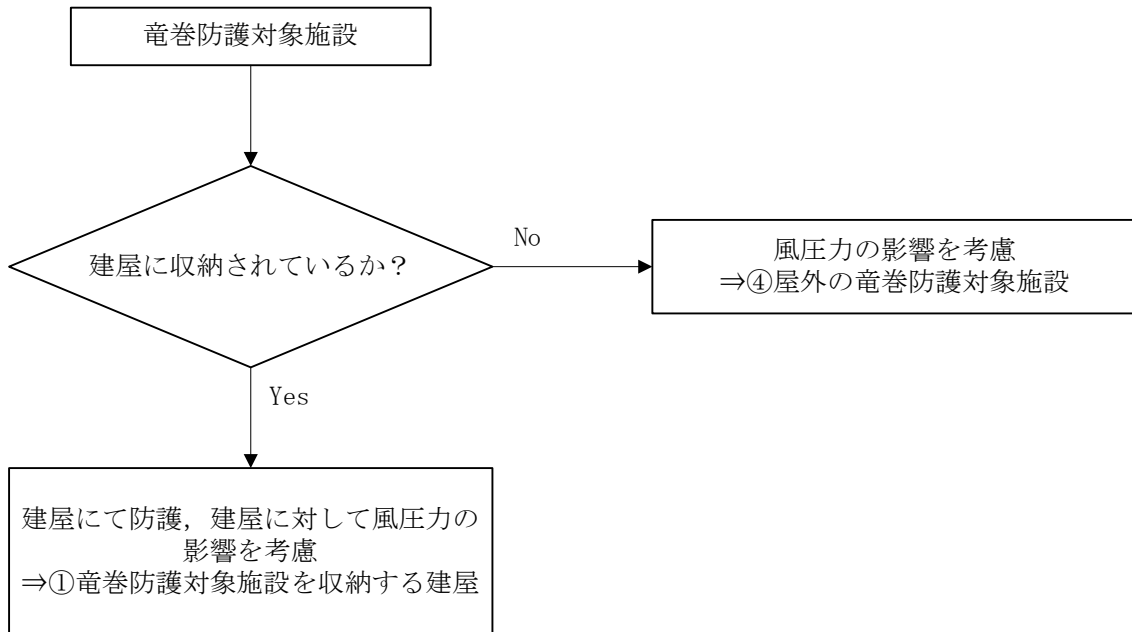 竜巻防護対象施設
建屋に収納されているか？
No
風圧力の影響を考慮
⇒④屋外の竜巻防護対象施設
Yes
建屋にて防護，建屋に対して風圧力の
影響を考慮
⇒①竜巻防護対象施設を収納する建屋